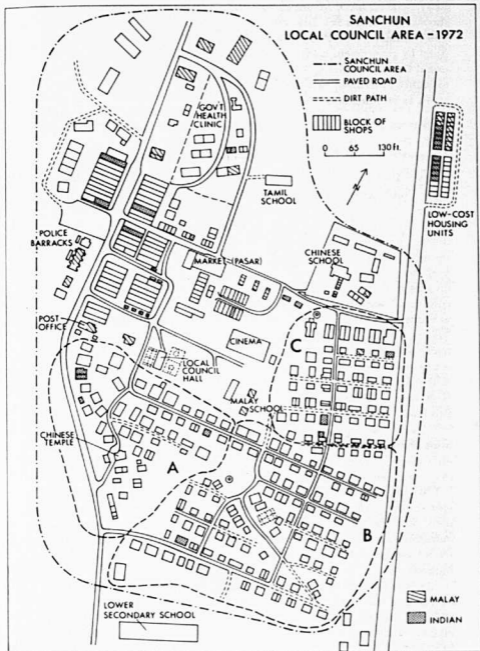 SANCHUN
LOCAL COUNCIL AREA - 1972
SANCHUN
COUNCIL AREA
PAVED ROAD
DIRT PATH
BLOCK OF
SHOPS
0 65 130 ft.
N
GOV'T
HEALTH
CLINIC
TAMIL
SCHOOL
LOW-COST
HOUSING
UNITS
POLICE
BARRACKS
MARKET (PASAR)
CHINESE
SCHOOL
POST
OFFICE
CINEMA
C
LOCAL
COUNCIL
HALL
MALAY
SCHOOL
CHINESE
TEMPLE
A
B
LOWER
SECONDARY SCHOOL
MALAY
INDIAN